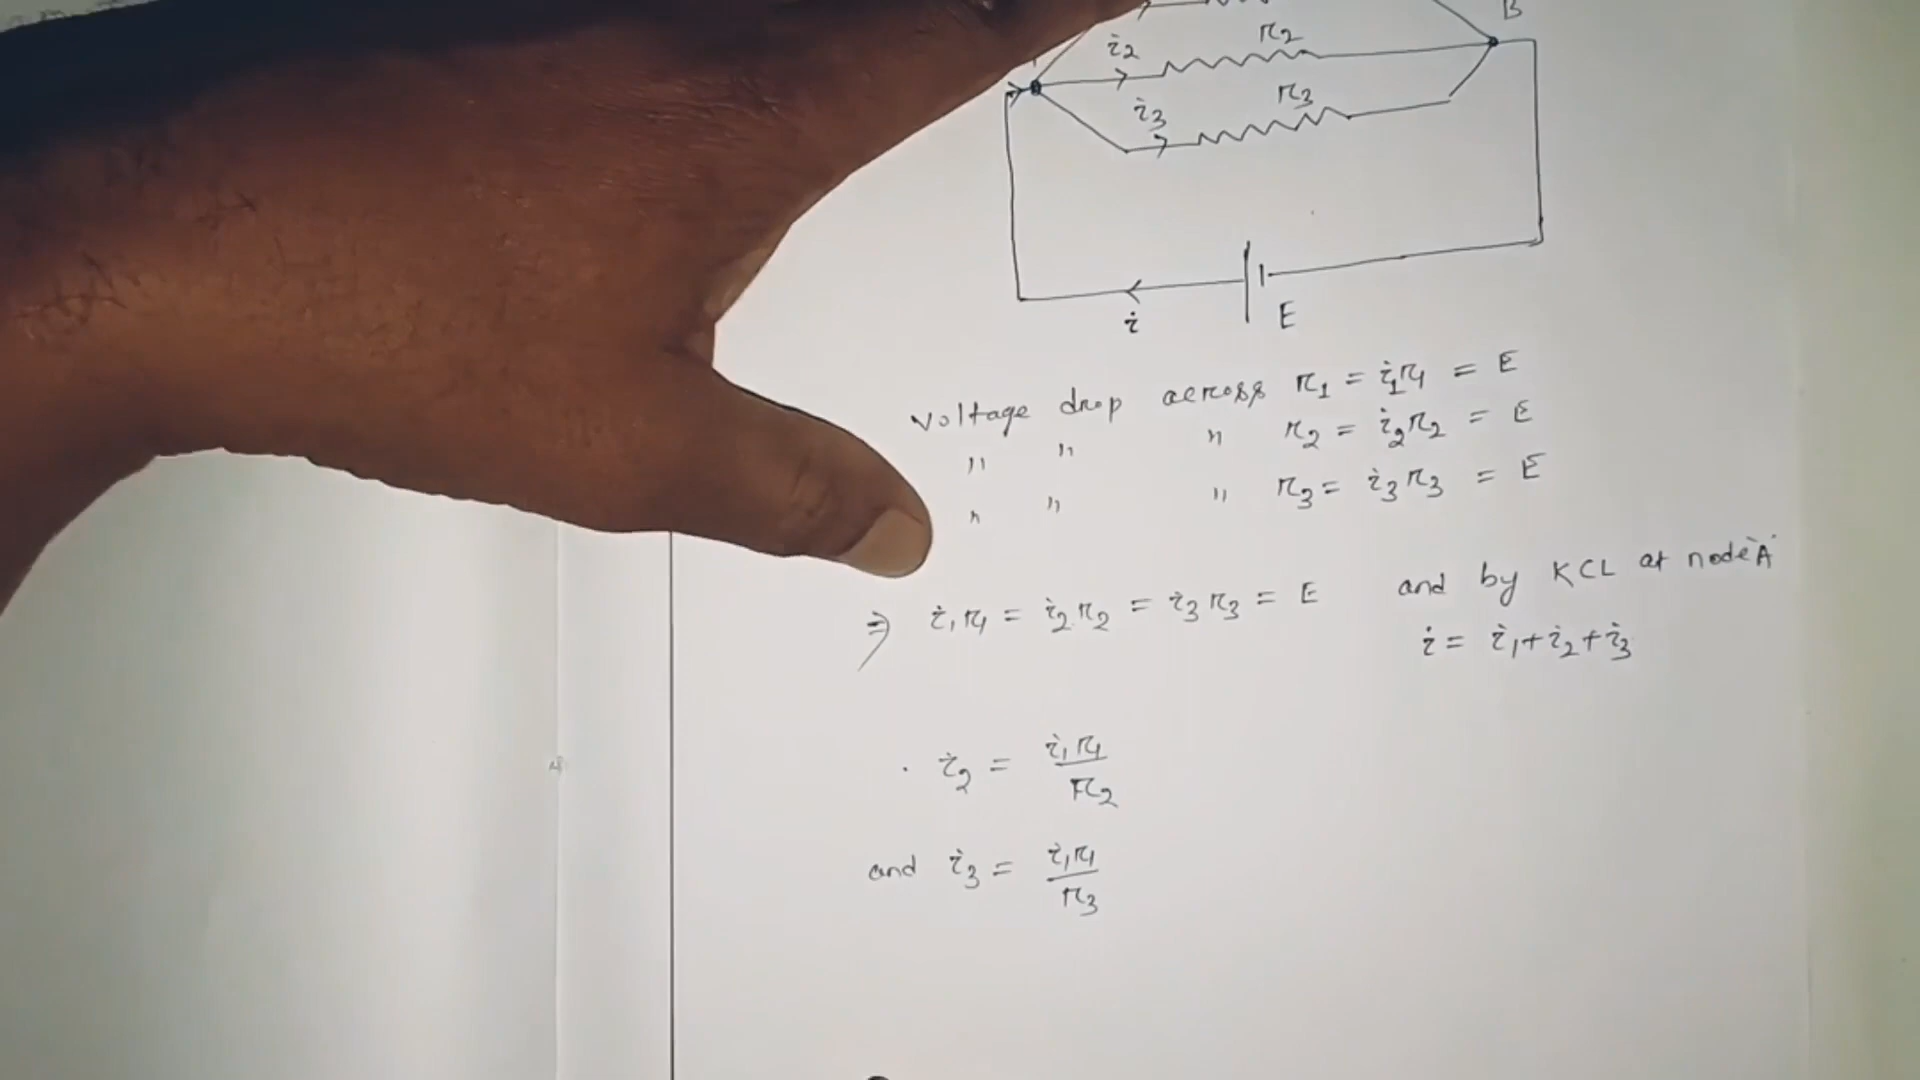 B
i2 r2
i3 r3
i E
Voltage drop across r1 = i1r1 = E
" " " r2 = i2r2 = E
" " " r3 = i3r3 = E
⇒ i1r1 = i2r2 = i3r3 = E and by KCL at node 'A'
i = i1+i2+i3
i2 = i1r1/r2
and i3 = i1r1/r3